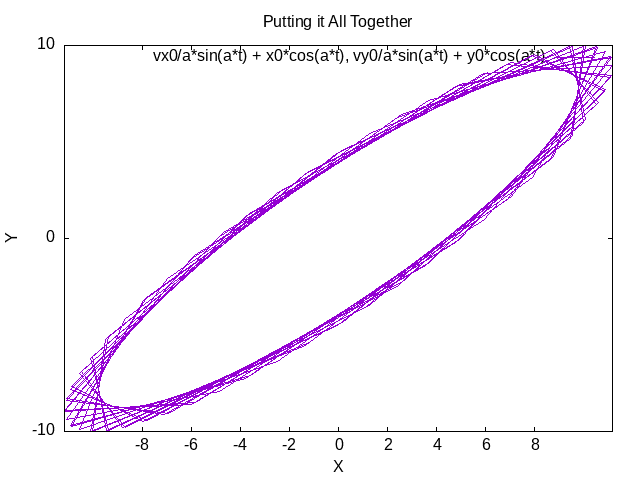 Putting it All Together
10
vx0/a*sin(a*t) + x0*cos(a*t), vy0/a*sin(a*t) + y0*cos(a*t)
Y
0
-10
-8 -6 -4 -2 0 2 4 6 8
X